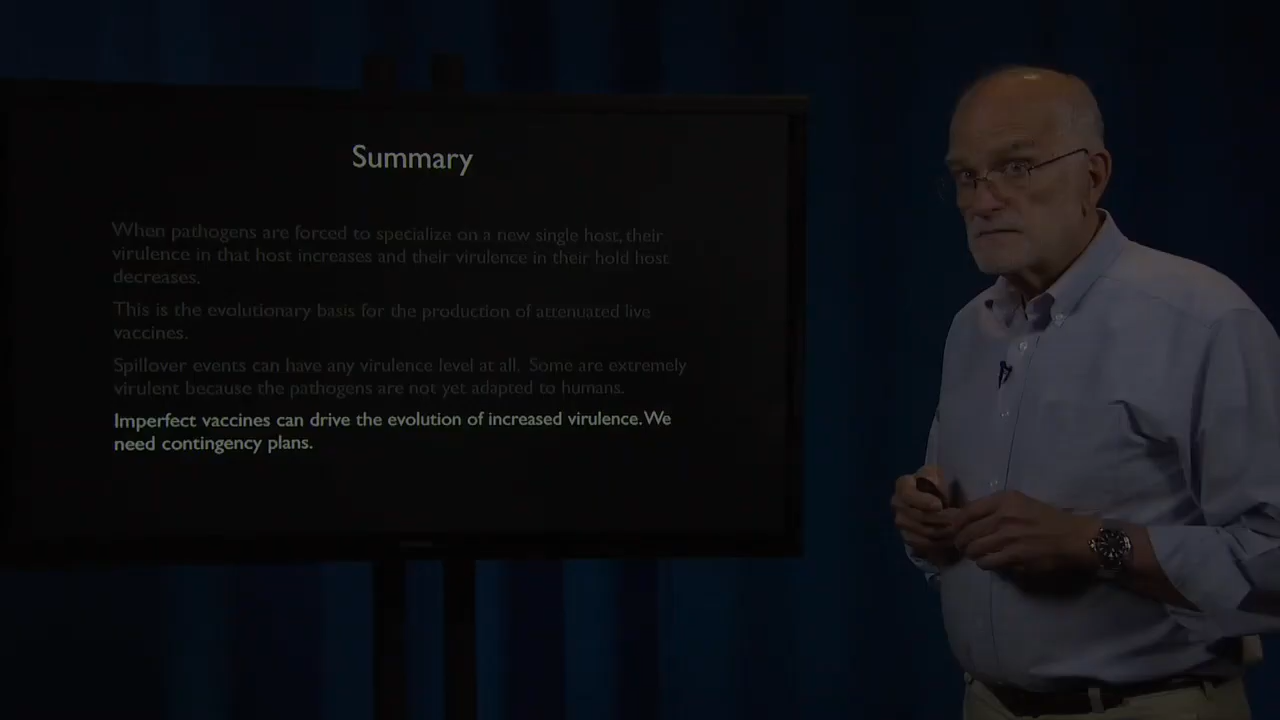 Summary
When pathogens are forced to specialize on a new single host, their
virulence in that host increases and their virulence in their hold host
decreases.
This is the evolutionary basis for the production of attenuated live
vaccines.
Spillover events can have any virulence level at all. Some are extremely
virulent because the pathogens are not yet adapted to humans.
Imperfect vaccines can drive the evolution of increased virulence. We
need contingency plans.